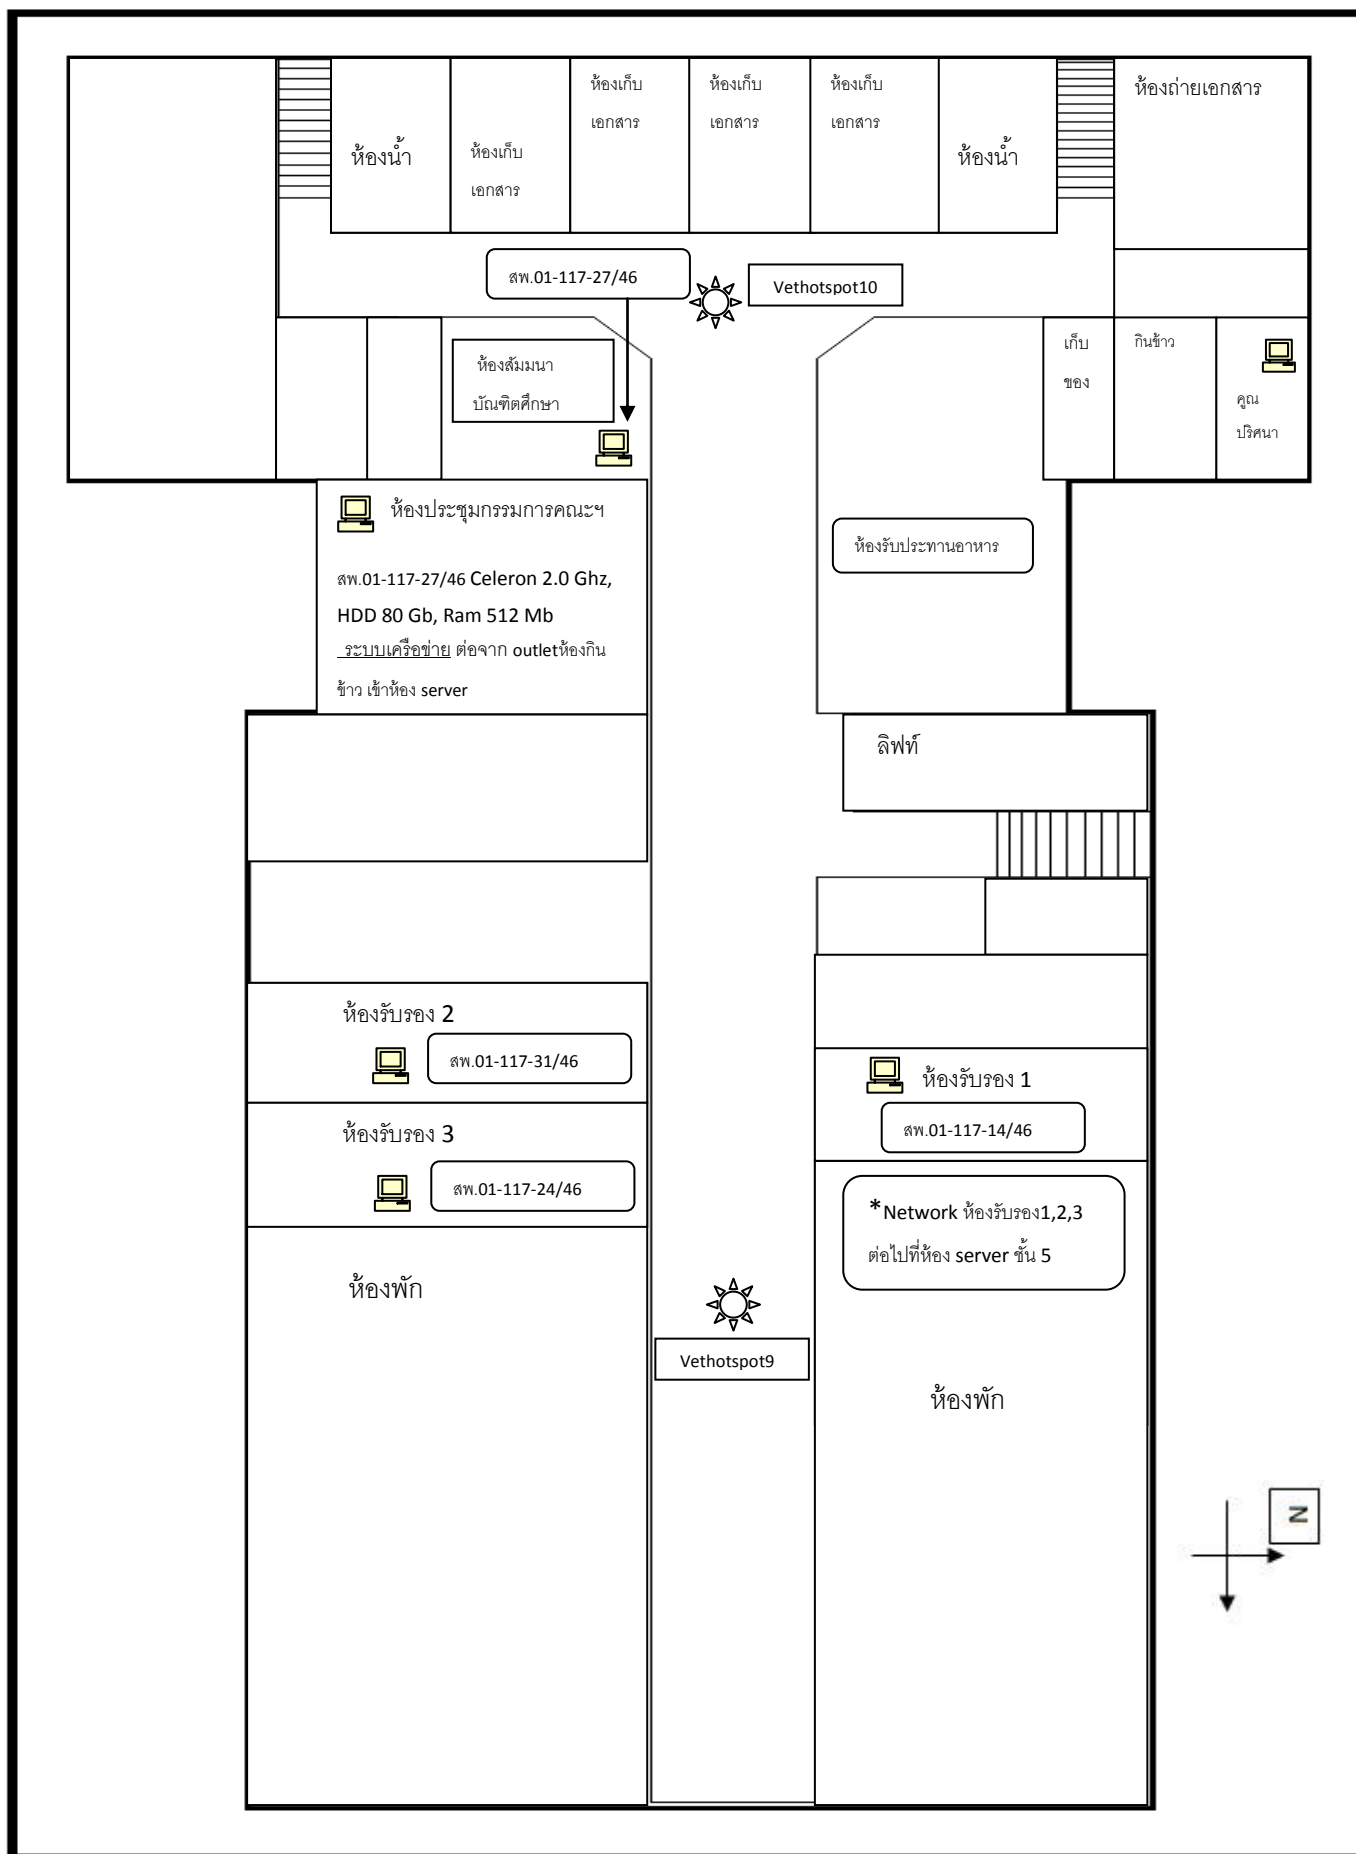 ห้องเก็บ
เอกสาร
ห้องเก็บ
เอกสาร
ห้องเก็บ
เอกสาร
ห้องถ่ายเอกสาร
ห้องน้ำ
ห้องเก็บ
เอกสาร
ห้องน้ำ
สพ.01-117-27/46
Vethotspot10
ห้องสัมมนา
บัณฑิตศึกษา
เก็บ
ของ
กินข้าว
คูณ
ปริศนา
ห้องประชุมกรรมการคณะฯ
สพ.01-117-27/46 Celeron 2.0 Ghz,
HDD 80 Gb, Ram 512 Mb
ระบบเครือข่าย ต่อจาก outletห้องกิน
ข้าว เข้าห้อง server
ห้องรับประทานอาหาร
ลิฟท์
ห้องรับรอง 2
สพ.01-117-31/46
ห้องรับรอง 1
สพ.01-117-14/46
ห้องรับรอง 3
สพ.01-117-24/46
*Network ห้องรับรอง1,2,3
ต่อไปที่ห้อง server ชั้น 5
ห้องพัก
Vethotspot9
ห้องพัก
N